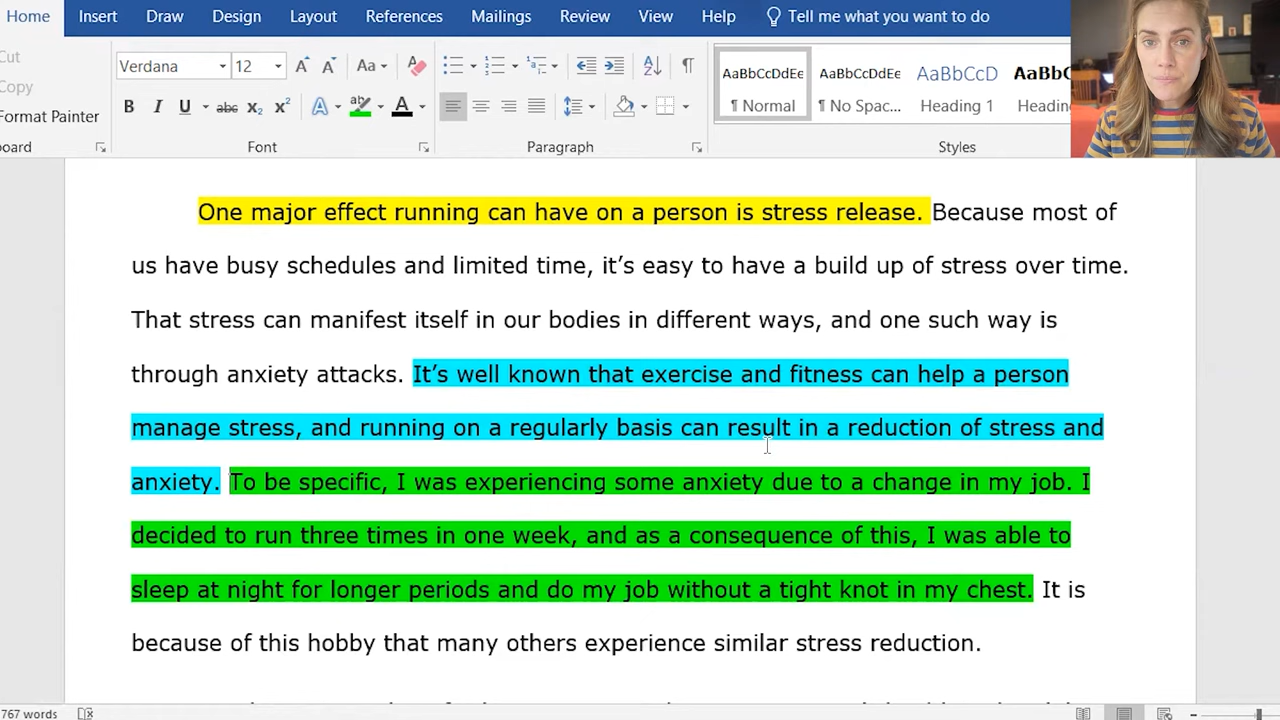 Home Insert Draw Design Layout References Mailings Review View Help Tell me what you want to do
Cut
Verdana 12 Aa AaBbCcDdEe AaBbCcDdEe AaBbCcD AaBbCc
Copy
Format Painter B I U abc X₂ X² A ab A ¶ Normal ¶ No Spac... Heading 1 Heading
board Font Paragraph Styles
One major effect running can have on a person is stress release. Because most of
us have busy schedules and limited time, it’s easy to have a build up of stress over time.
That stress can manifest itself in our bodies in different ways, and one such way is
through anxiety attacks. It’s well known that exercise and fitness can help a person
manage stress, and running on a regularly basis can result in a reduction of stress and
anxiety. To be specific, I was experiencing some anxiety due to a change in my job. I
decided to run three times in one week, and as a consequence of this, I was able to
sleep at night for longer periods and do my job without a tight knot in my chest. It is
because of this hobby that many others experience similar stress reduction.
767 words